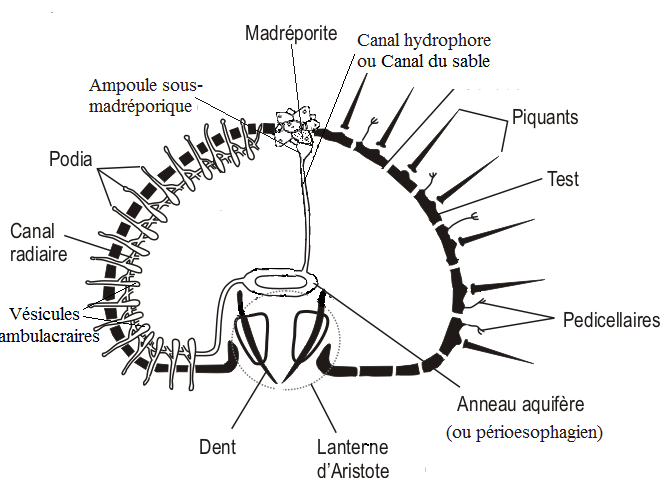 Madréporite
Canal hydrophore
ou Canal du sable
Ampoule sous-
madréporique
Piquants
Podia
Test
Canal
radiaire
Vésicules
ambulacraires
Pedicellaires
Anneau aquifère
(ou périoesophagien)
Dent
Lanterne
d'Aristote